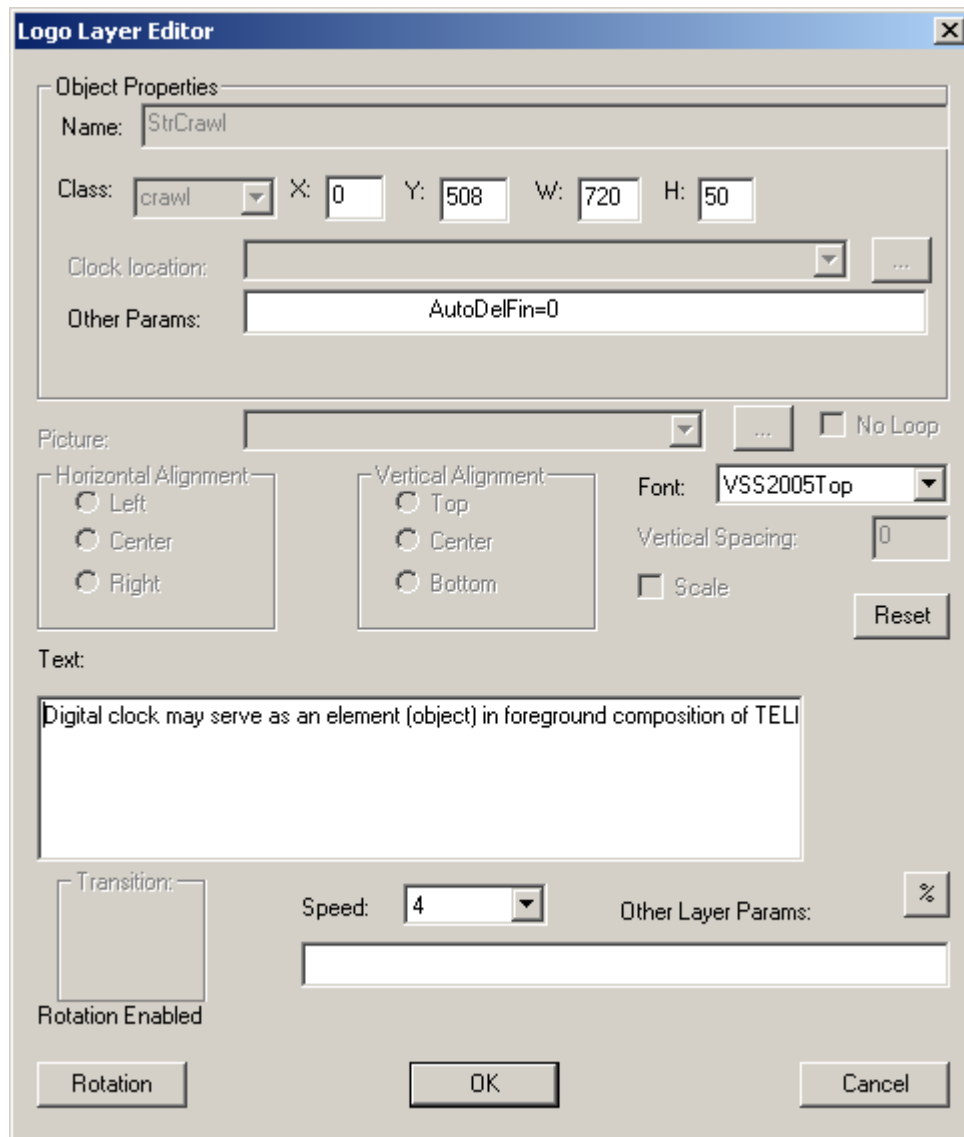 Logo Layer Editor
Object Properties
Name: StrCrawl
Class: crawl X: 0 Y: 508 W: 720 H: 50
Clock location: ...
Other Params: AutoDelFin=0
Picture: ... No Loop
Horizontal Alignment Vertical Alignment Font: VSS2005Top
Left Top
Center Center Vertical Spacing: 0
Right Bottom Scale
Reset
Text:
Digital clock may serve as an element (object) in foreground composition of TELI
Transition: %
Speed: 4 Other Layer Params:
Rotation Enabled
Rotation OK Cancel